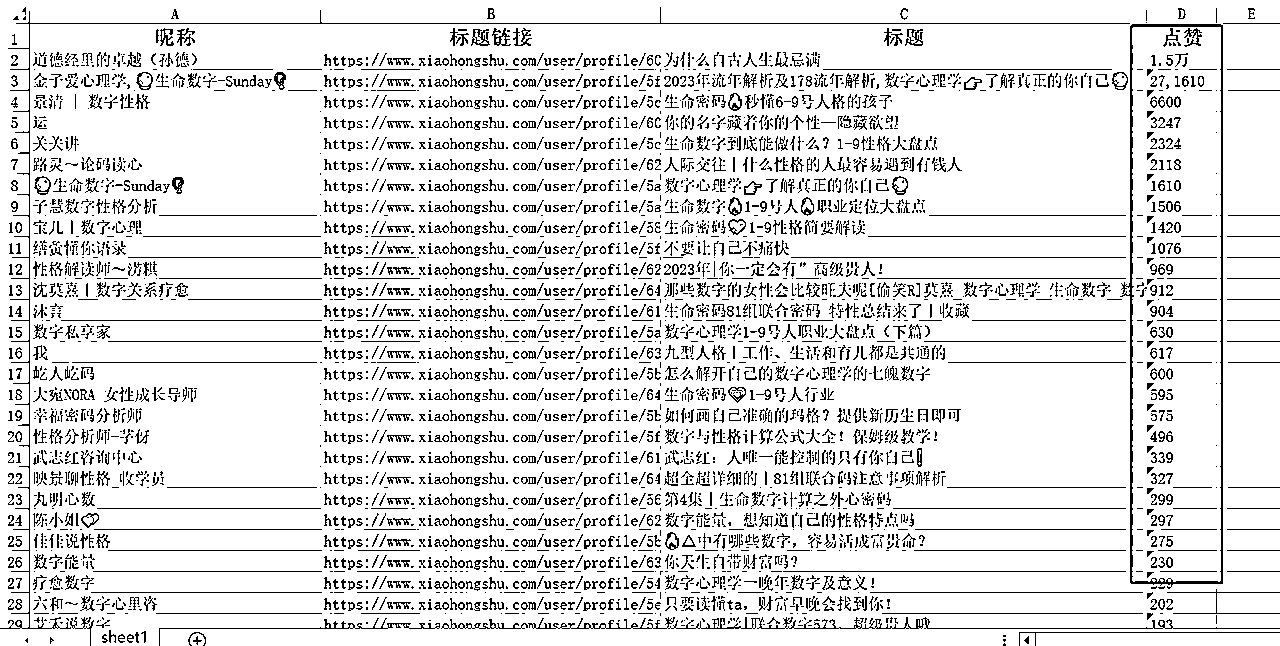 A B C D E
1 昵称 标题链接 标题 点赞
2 道德经里的卓越（孙德） https://www.xiaohongshu.com/user/profile/60 为什么自古人生最忌满 1.5万
3 金子爱心理学,生命数字-Sunday https://www.xiaohongshu.com/user/profile/5c 2023年流年解析及178流年解析,数字心理学👉了解真正的你自己 27,1610
4 景清 | 数字性格 https://www.xiaohongshu.com/user/profile/5c 生命密码🔥秒懂6-9号人格的孩子 6600
5 运 https://www.xiaohongshu.com/user/profile/60 你的名字藏着你的个性—隐藏欲望 3247
6 关关讲 https://www.xiaohongshu.com/user/profile/5c 生命数字到底能做什么？1-9性格大盘点 2324
7 路灵～论码读心 https://www.xiaohongshu.com/user/profile/62 人际交往｜什么性格的人最容易遇到有钱人 2118
8 生命数字-Sunday https://www.xiaohongshu.com/user/profile/5a 数字心理学👉了解真正的你自己 1610
9 子慧数字性格分析 https://www.xiaohongshu.com/user/profile/5a 生命数字🔥1-9号人🔥职业定位大盘点 1506
10 宝儿｜数字心理 https://www.xiaohongshu.com/user/profile/58 生命密码1-9性格简要解读 1420
11 懂你语录 https://www.xiaohongshu.com/user/profile/5f 不要让自己不痛快 1076
12 性格解读师～涝粸 https://www.xiaohongshu.com/user/profile/62 2023年|你一定会有”高级贵人！ 969
13 沈莫熹｜数字关系疗愈 https://www.xiaohongshu.com/user/profile/64 那些数字的女性会比较旺夫呢[偷笑R]莫熹 数字心理学 生命数字 数字 912
14 沐育 https://www.xiaohongshu.com/user/profile/61 生命密码81组联合密码 特性总结来了｜收藏 904
15 数字私享家 https://www.xiaohongshu.com/user/profile/5a 数字心理学1-9号人职业大盘点（下篇） 630
16 我 https://www.xiaohongshu.com/user/profile/63 九型人格｜工作、生活和育儿都是共通的 617
17 屹人屹码 https://www.xiaohongshu.com/user/profile/5b 怎么解开自己的数字心理学的七魄数字 600
18 大宛NORA 女性成长导师 https://www.xiaohongshu.com/user/profile/64 生命密码1-9号人行业 595
19 幸福密码分析师 https://www.xiaohongshu.com/user/profile/5b 如何画自己准确的玛格？提供新历生日即可 575
20 性格分析师-芋伢 https://www.xiaohongshu.com/user/profile/5f 数字与性格计算公式大全！保姆级教学！ 496
21 武志红咨询中心 https://www.xiaohongshu.com/user/profile/61 武志红：人唯一能控制的只有你自己 339
22 映景聊性格 收学员 https://www.xiaohongshu.com/user/profile/64 超全超详细的｜81组联合码注意事项解析 327
23 丸明心数 https://www.xiaohongshu.com/user/profile/56 第4集｜生命数字计算之外心密码 299
24 陈小姐 https://www.xiaohongshu.com/user/profile/62 数字能量，想知道自己的性格特点吗 297
25 佳佳说性格 https://www.xiaohongshu.com/user/profile/5b 🔥△中有哪些数字，容易活成富贵命？ 275
26 数字能量 https://www.xiaohongshu.com/user/profile/63 你天生自带财富吗？ 230
27 疗愈数字 https://www.xiaohongshu.com/user/profile/54 数字心理学一晚年数字及意义！ 229
28 六和～数字心里咨 https://www.xiaohongshu.com/user/profile/5e 只要读懂ta，财富早晚会找到你！ 202
29 艾禾说数字 https://www.xiaohongshu.com/user/profile/5f 数字心理学|联合数字573、超级贵人哦 193
sheet1